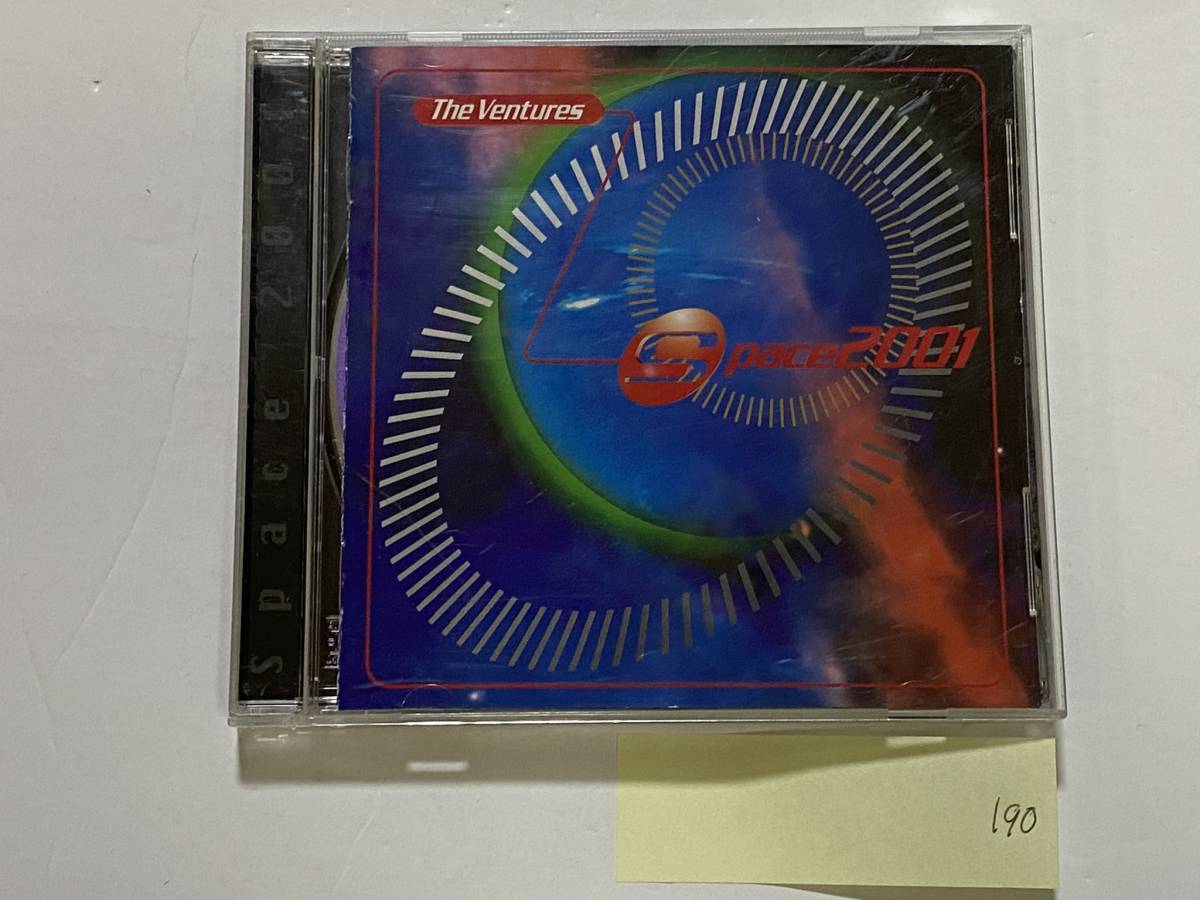 The Ventures
Space2001
Space 2001
190